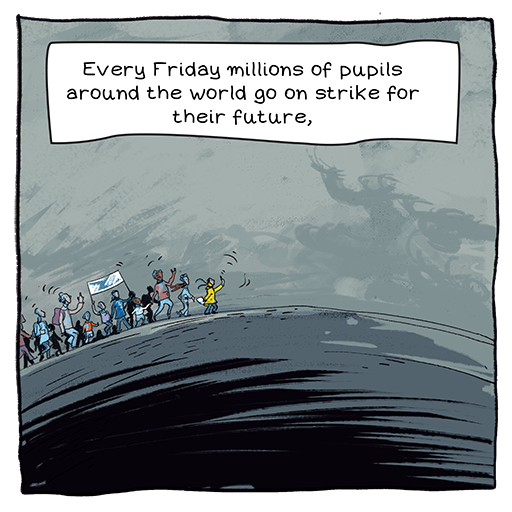 Every Friday millions of pupils
around the world go on strike for
their future,